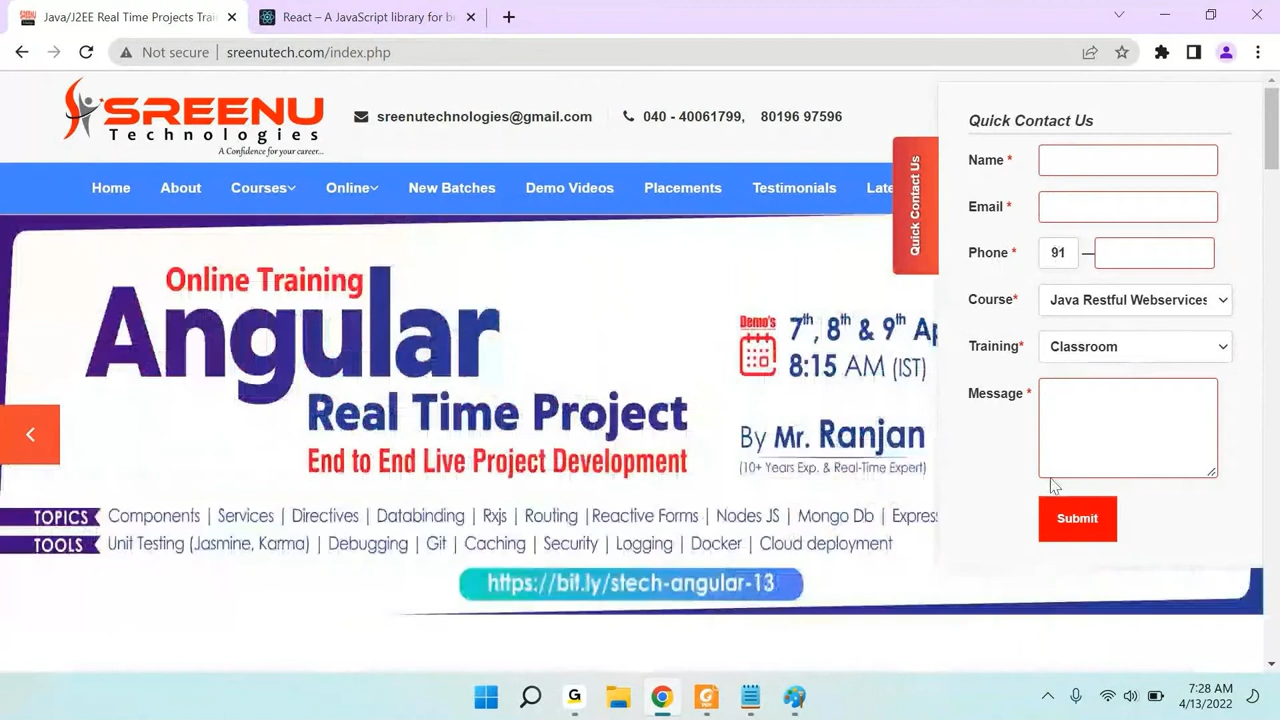 Java/J2EE Real Time Projects Trai
React – A JavaScript library for b
Not secure
sreenutech.com/index.php
SREENU
Technologies
A Confidence for your career...
sreenutechnologies@gmail.com
040 - 40061799, 80196 97596
Home About Courses Online New Batches Demo Videos Placements Testimonials Late
Quick Contact Us
Quick Contact Us
Name *
Email *
Phone * 91 —
Course* Java Restful Webservices
Training* Classroom
Message *
Submit
Online Training
Angular
Real Time Project
End to End Live Project Development
Demo's
7th, 8th & 9th Ap
8:15 AM (IST)
By Mr. Ranjan
(10+ Years Exp. & Real-Time Expert)
TOPICS Components | Services | Directives | Databinding | Rxjs | Routing |Reactive Forms | Nodes JS | Mongo Db | Express
TOOLS Unit Testing (Jasmine, Karma) | Debugging | Git | Caching | Security | Logging | Docker | Cloud deployment
https://bit.ly/stech-angular-13
7:28 AM
4/13/2022